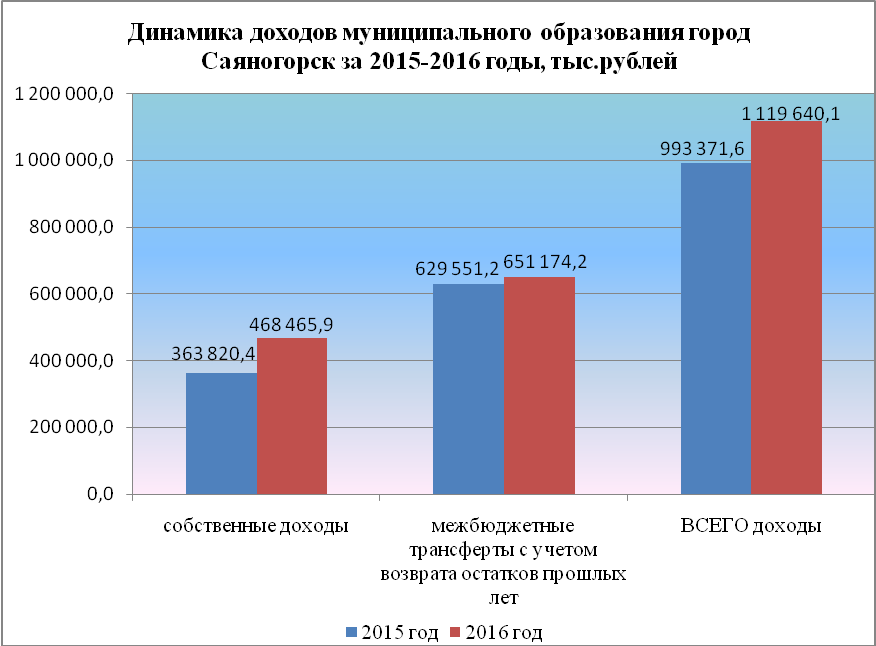 Динамика доходов муниципального образования город
Саяногорск за 2015-2016 годы, тыс.рублей
1 200 000,0
1 000 000,0
800 000,0
600 000,0
400 000,0
200 000,0
0,0
363 820,4
468 465,9
629 551,2
651 174,2
993 371,6
1 119 640,1
собственные доходы
межбюджетные
трансферты с учетом
возврата остатков прошлых
лет
ВСЕГО доходы
2015 год
2016 год